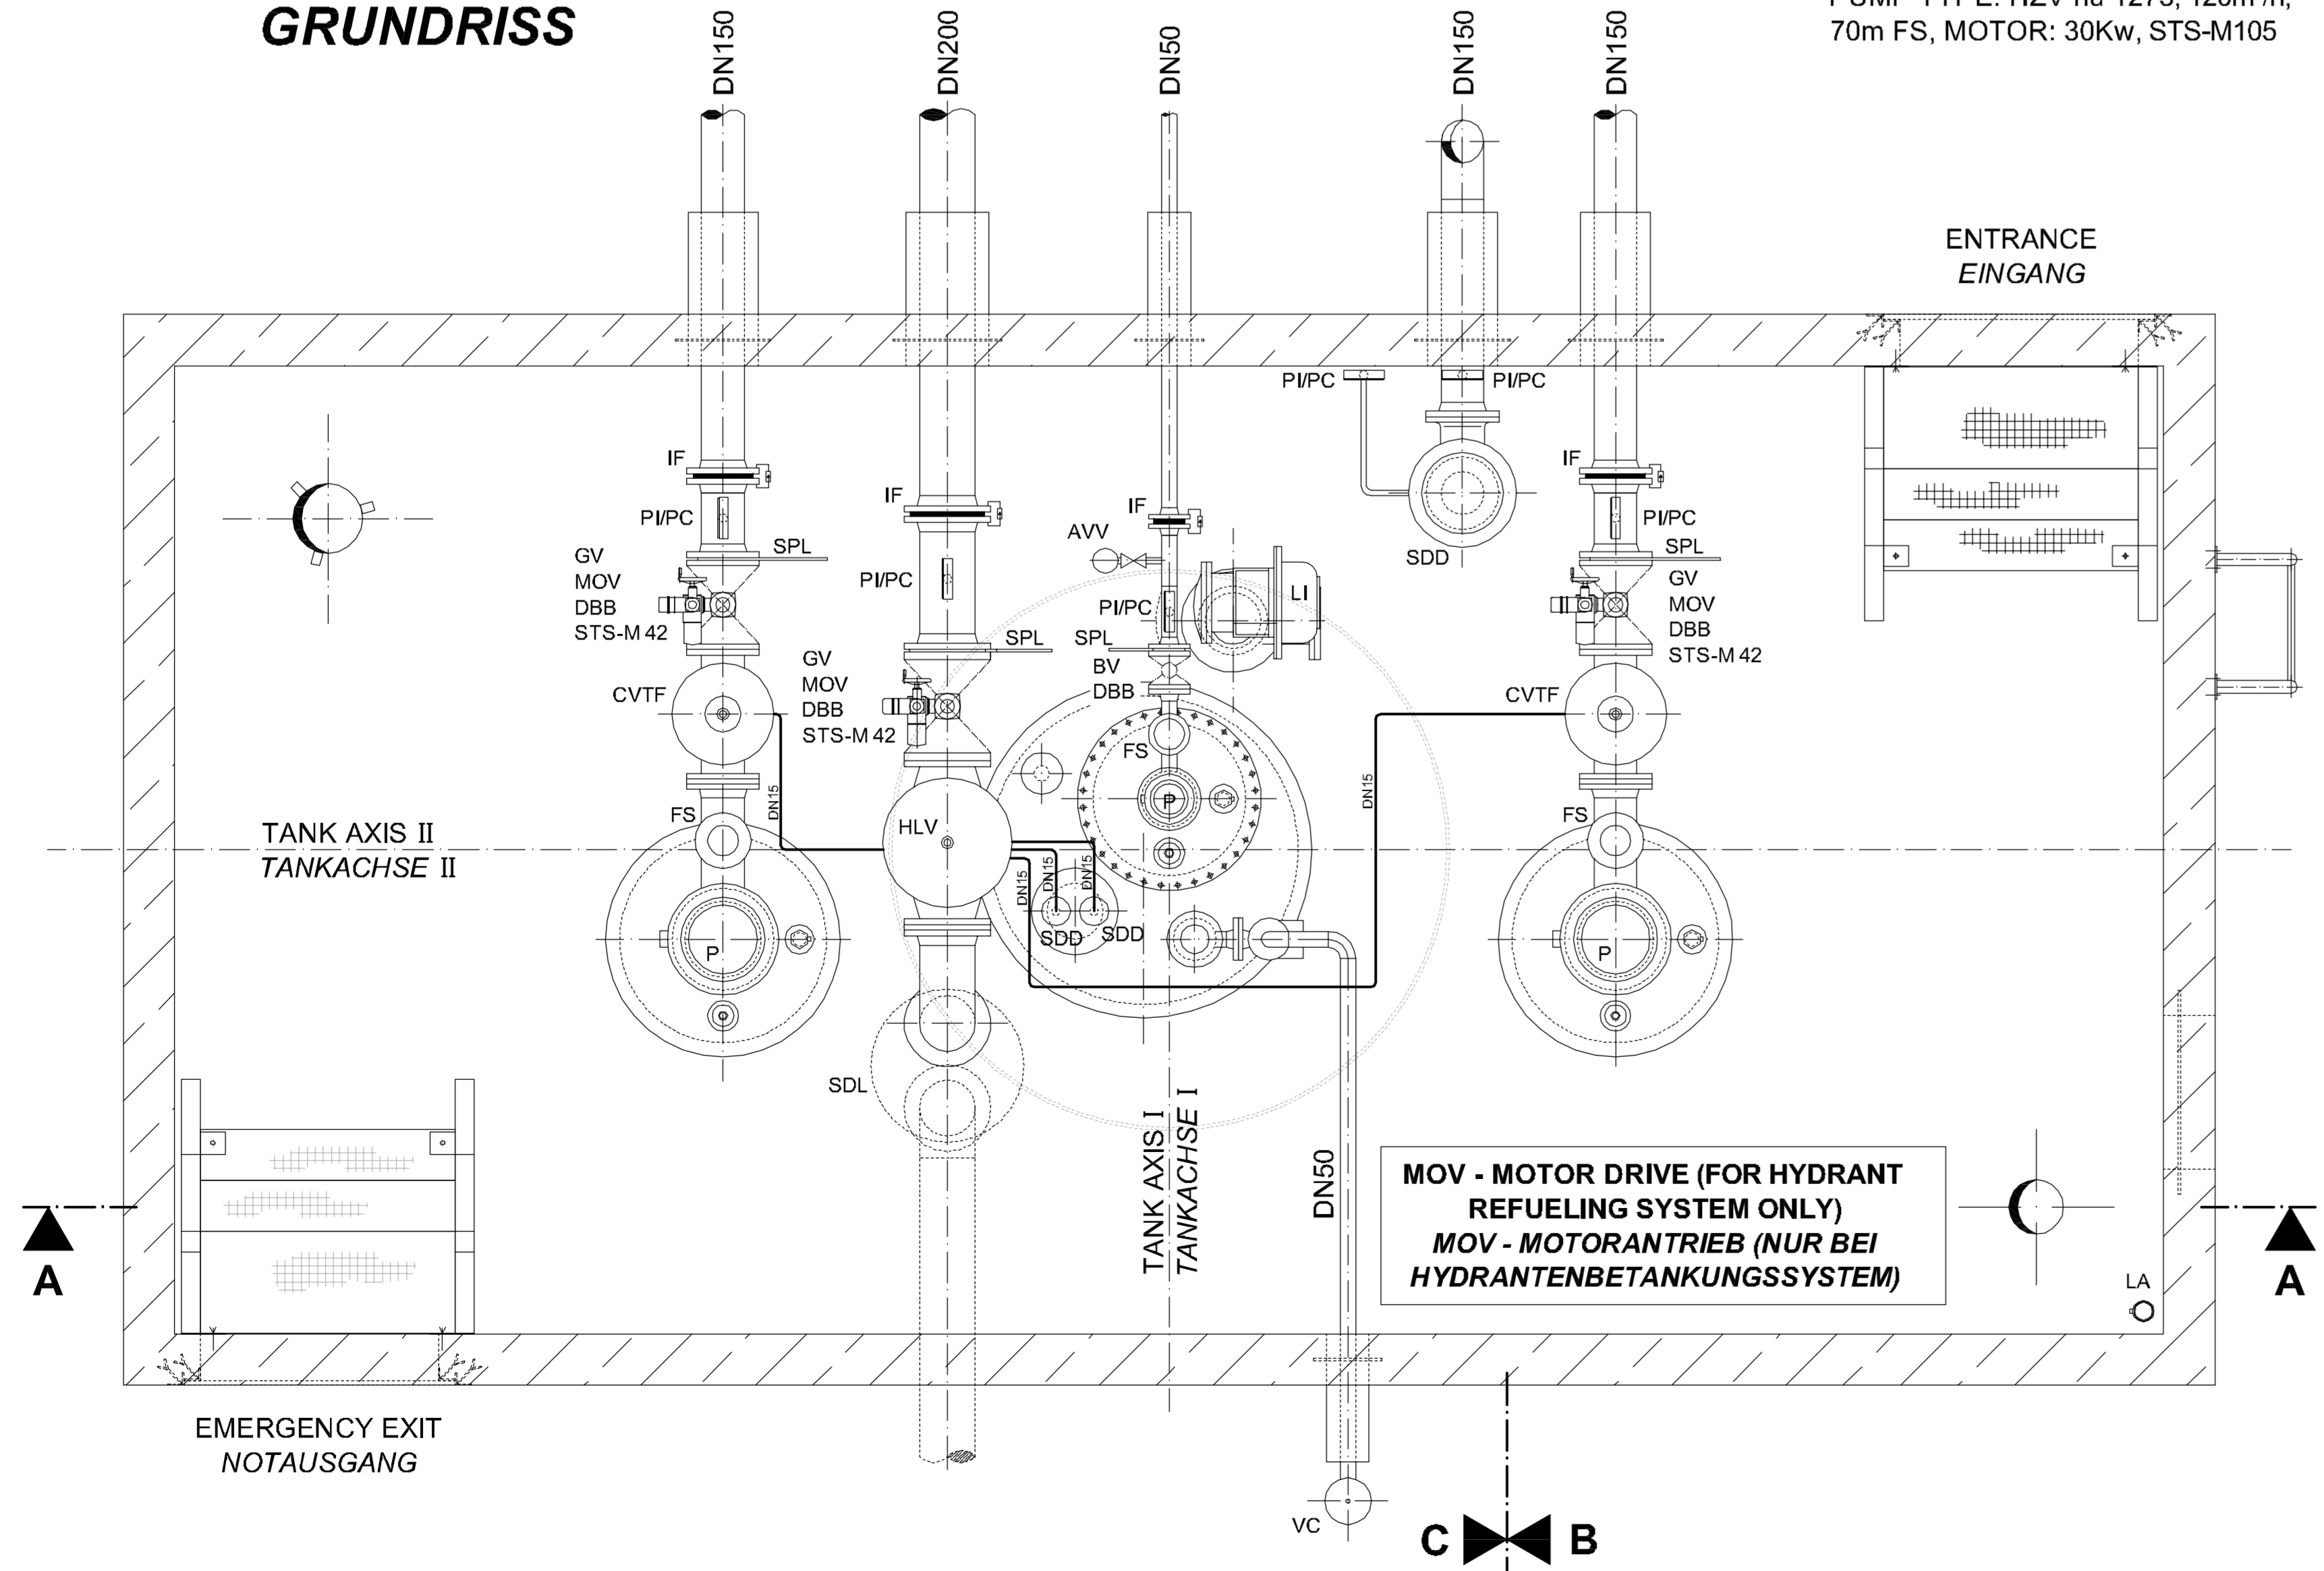 GRUNDRISS
70m FS, MOTOR: 30Kw, STS-M105
DN150
DN200
DN50
DN150
DN150
ENTRANCE
EINGANG
PI/PC
PI/PC
IF
IF
IF
IF
PI/PC
PI/PC
AVV
SDD
SPL
SPL
GV
MOV
DBB
STS-M 42
PI/PC
PI/PC
LI
GV
MOV
DBB
STS-M 42
SPL
SPL
GV
MOV
DBB
STS-M 42
BV
DBB
CVTF
CVTF
FS
DN15
DN15
P
FS
FS
HLV
TANK AXIS II
TANKACHSE II
DN15
DN15
DN15
SDD
SDD
P
P
SDL
TANK AXIS I
TANKACHSE I
DN50
MOV - MOTOR DRIVE (FOR HYDRANT
REFUELING SYSTEM ONLY)
MOV - MOTORANTRIEB (NUR BEI
HYDRANTENBETANKUNGSSYSTEM)
A
A
LA
EMERGENCY EXIT
NOTAUSGANG
VC
C
B